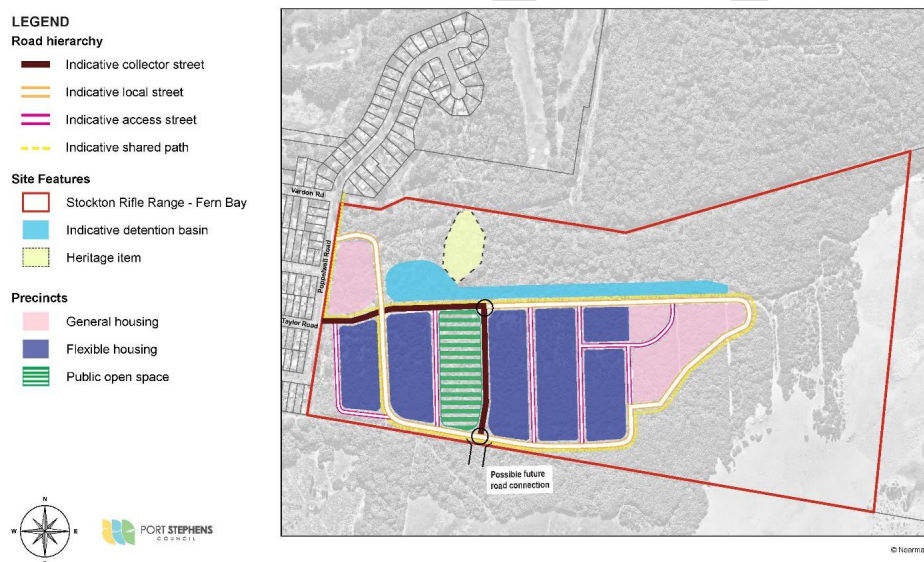 LEGEND
Road hierarchy
Indicative collector street
Indicative local street
Indicative access street
Indicative shared path
Site Features
Stockton Rifle Range - Fern Bay
Indicative detention basin
Heritage item
Precincts
General housing
Flexible housing
Public open space
N
W
E
PORT STEPHENS
COUNCIL
Vardon Rd
Popplewell Road
Taylor Road
Possible future
road connection
© Nearma